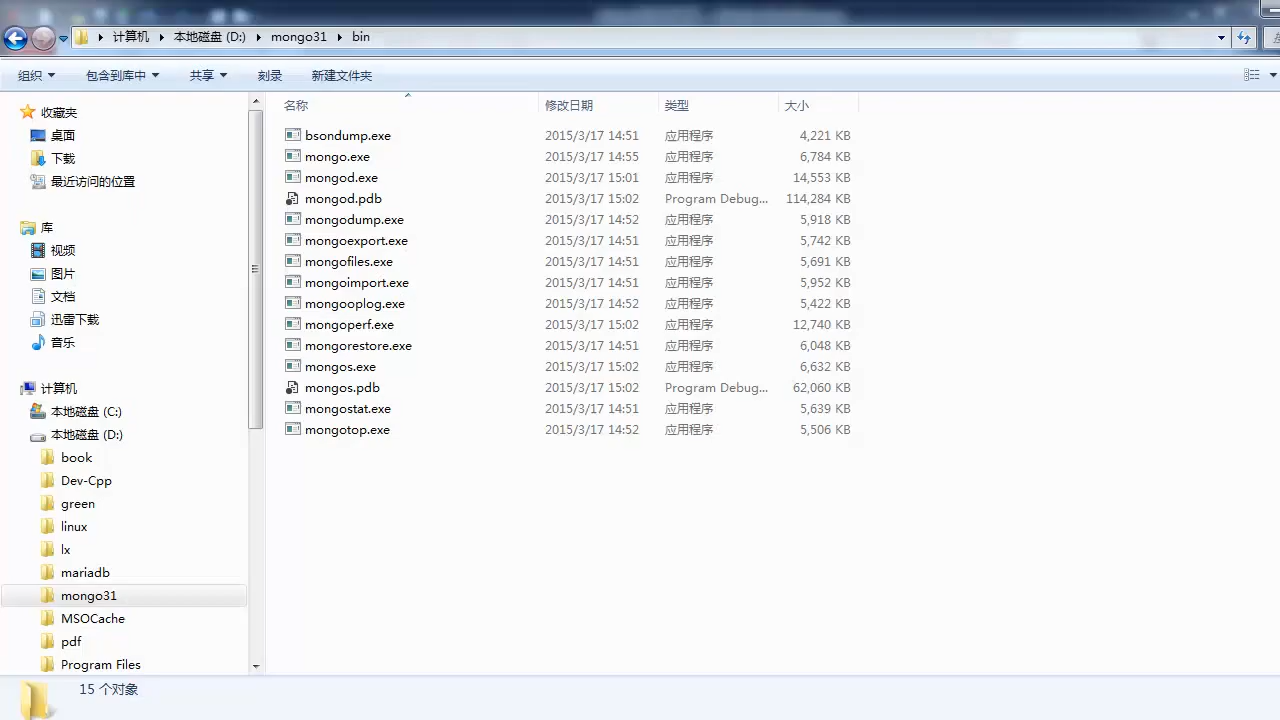 计算机 本地磁盘 (D:) mongo31 bin
组织 包含到库中 共享 刻录 新建文件夹
名称 修改日期 类型 大小
bsondump.exe 2015/3/17 14:51 应用程序 4,221 KB
mongo.exe 2015/3/17 14:55 应用程序 6,784 KB
mongod.exe 2015/3/17 15:01 应用程序 14,553 KB
mongod.pdb 2015/3/17 15:02 Program Debug... 114,284 KB
mongodump.exe 2015/3/17 14:52 应用程序 5,918 KB
mongoexport.exe 2015/3/17 14:51 应用程序 5,742 KB
mongofiles.exe 2015/3/17 14:51 应用程序 5,691 KB
mongoimport.exe 2015/3/17 14:51 应用程序 5,952 KB
mongooplog.exe 2015/3/17 14:52 应用程序 5,422 KB
mongoperf.exe 2015/3/17 15:02 应用程序 12,740 KB
mongorestore.exe 2015/3/17 14:51 应用程序 6,048 KB
mongos.exe 2015/3/17 15:02 应用程序 6,632 KB
mongos.pdb 2015/3/17 15:02 Program Debug... 62,060 KB
mongostat.exe 2015/3/17 14:51 应用程序 5,639 KB
mongotop.exe 2015/3/17 14:52 应用程序 5,506 KB
收藏夹
桌面
下载
最近访问的位置
库
视频
图片
文档
迅雷下载
音乐
计算机
本地磁盘 (C:)
本地磁盘 (D:)
book
Dev-Cpp
green
linux
lx
mariadb
mongo31
MSOCache
pdf
Program Files
15 个对象